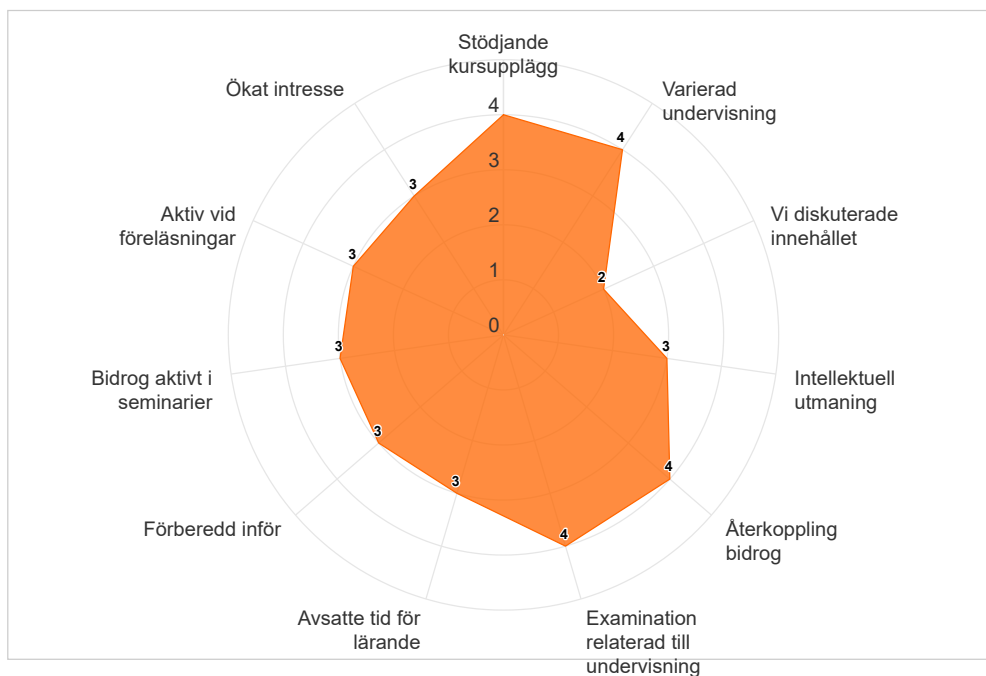 Stödjande
kursupplägg
Varierad
undervisning
Vi diskuterade
innehållet
Intellektuell
utmaning
Återkoppling
bidrog
Examination
relaterad till
undervisning
Avsatte tid för
lärande
Förberedd inför
Bidrog aktivt i
seminarier
Aktiv vid
föreläsningar
Ökat intresse
4
3
2
1
0
4
2
3
4
4
3
3
3
3
3